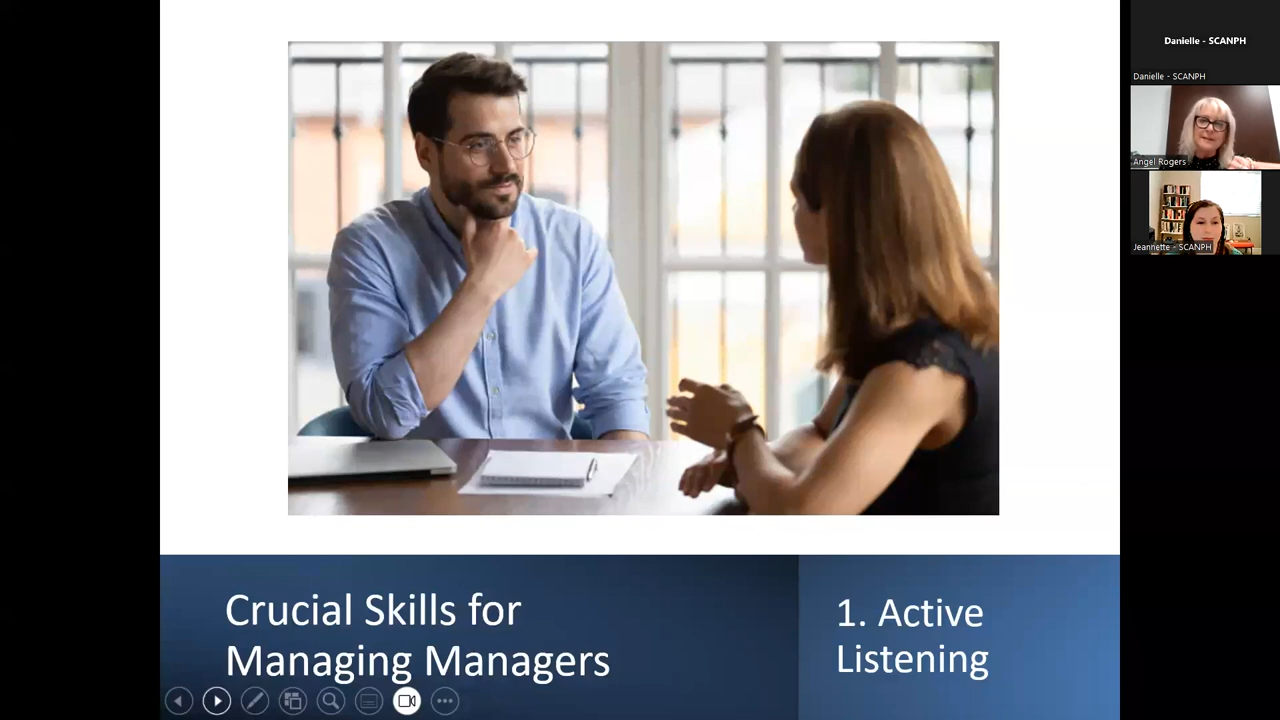 Crucial Skills for
Managing Managers
1. Active
Listening
Danielle - SCANPH
Danielle - SCANPH
Angel Rogers
Jeannette - SCANPH